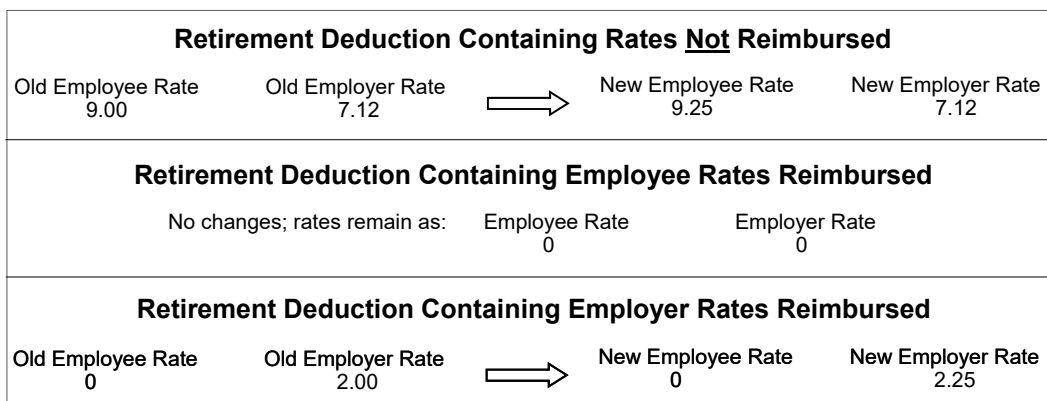 Retirement Deduction Containing Rates Not Reimbursed
Old Employee Rate Old Employer Rate New Employee Rate New Employer Rate
9.00 7.12 9.25 7.12
Retirement Deduction Containing Employee Rates Reimbursed
No changes; rates remain as: Employee Rate Employer Rate
0 0
Retirement Deduction Containing Employer Rates Reimbursed
Old Employee Rate Old Employer Rate New Employee Rate New Employer Rate
0 2.00 0 2.25